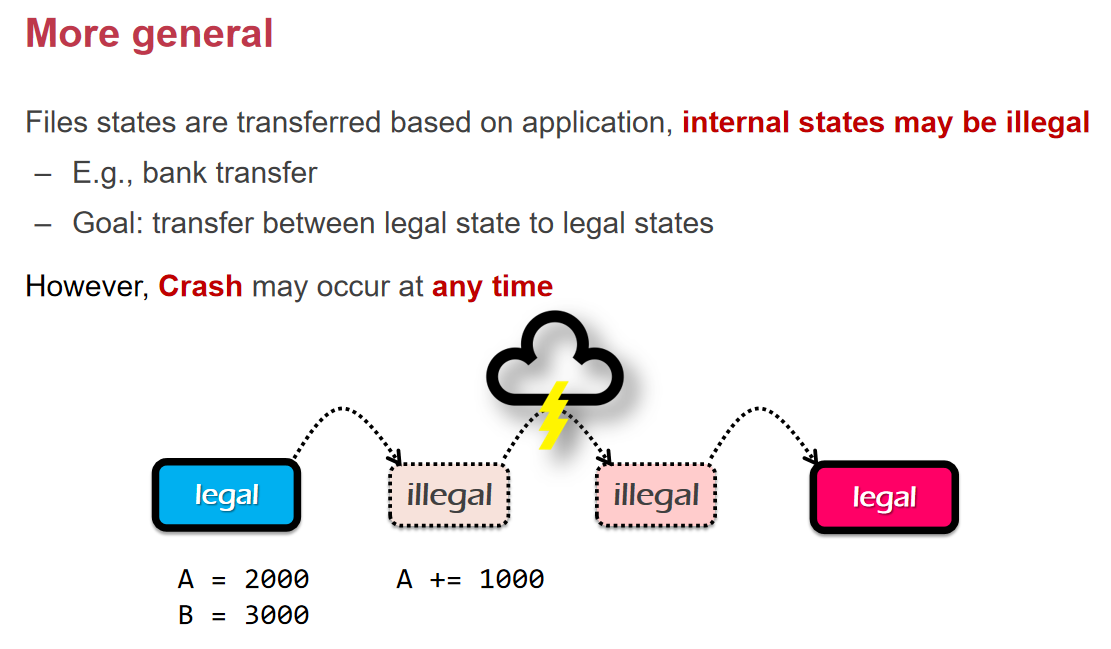 More general
Files states are transferred based on application, internal states may be illegal
– E.g., bank transfer
– Goal: transfer between legal state to legal states
However, Crash may occur at any time
legal
illegal
illegal
legal
A = 2000
A += 1000
B = 3000